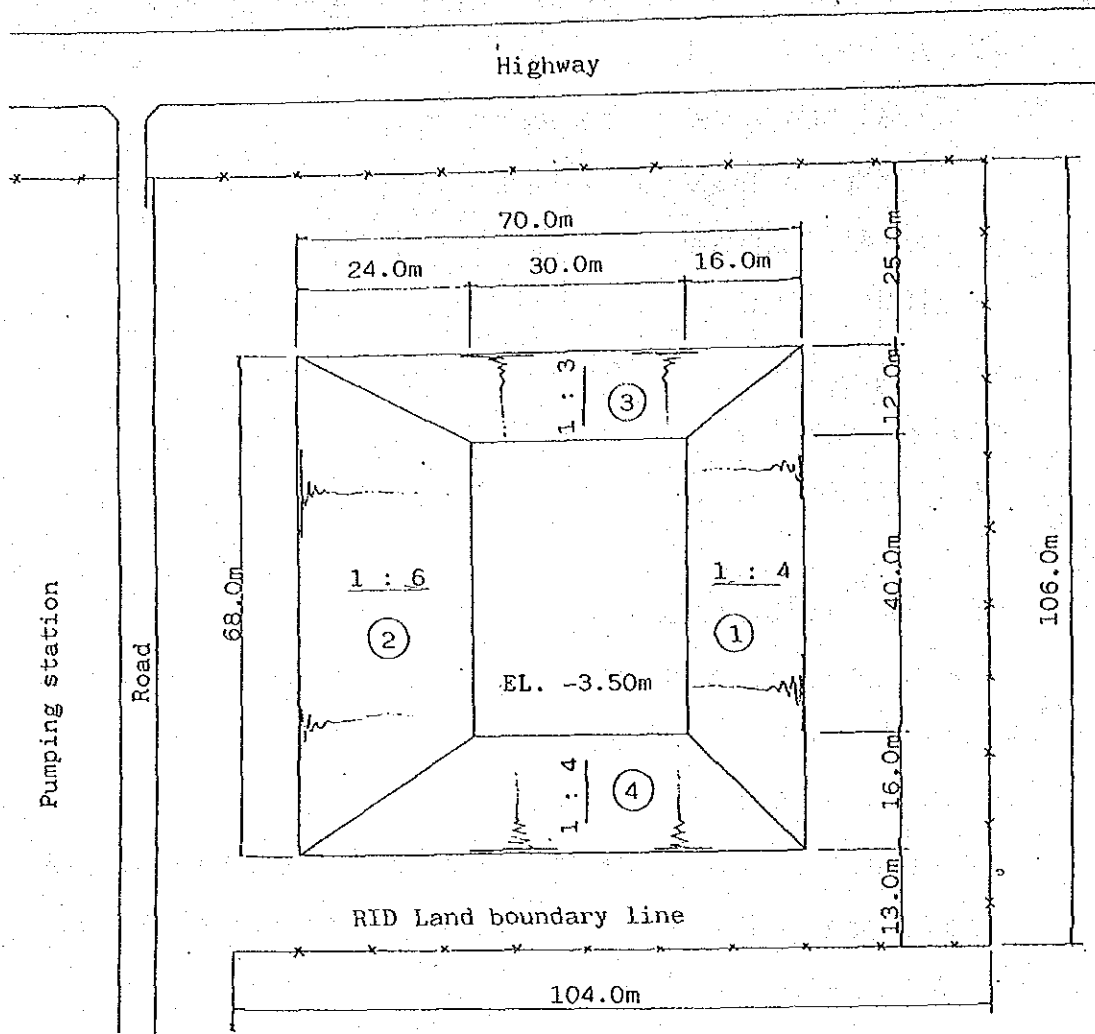 Highway
70.0m
24.0m
30.0m
16.0m
25.0m
12.0m
1 : 3
3
68.0m
1 : 6
2
1 : 4
1
40.0m
106.0m
EL. -3.50m
Pumping station
Road
1 : 4
4
16.0m
13.0m
RID Land boundary line
104.0m